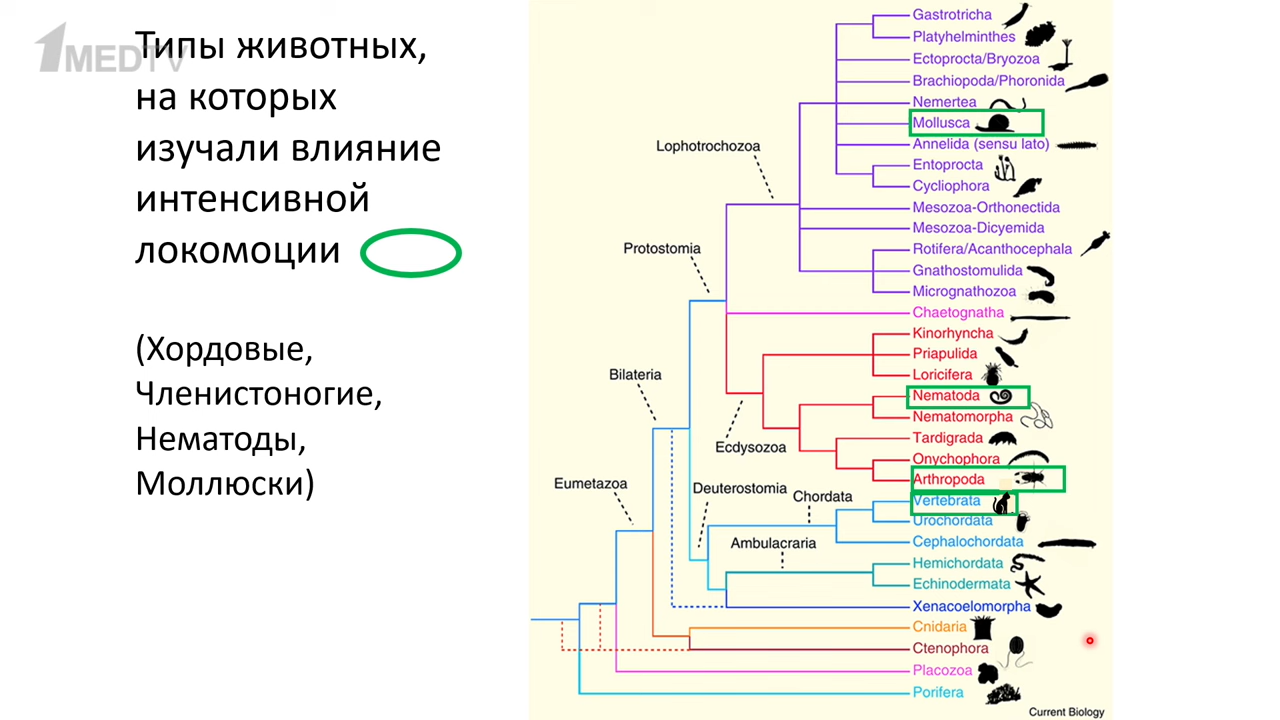 1MEDTV
Типы животных,
на которых
изучали влияние
интенсивной
локомоции
(Хордовые,
Членистоногие,
Нематоды,
Моллюски)
Gastrotricha
Platyhelminthes
Ectoprocta/Bryozoa
Brachiopoda/Phoronida
Nemertea
Mollusca
Annelida (sensu lato)
Entoprocta
Cycliophora
Mesozoa-Orthonectida
Mesozoa-Dicyemida
Rotifera/Acanthocephala
Gnathostomulida
Micrognathozoa
Chaetognatha
Kinorhyncha
Priapulida
Loricifera
Nematoda
Nematomorpha
Tardigrada
Onychophora
Arthropoda
Vertebrata
Urochordata
Cephalochordata
Hemichordata
Echinodermata
Xenacoelomorpha
Cnidaria
Ctenophora
Placozoa
Porifera
Lophotrochozoa
Protostomia
Bilateria
Ecdysozoa
Eumetazoa
Deuterostomia
Chordata
Ambulacraria
Current Biology